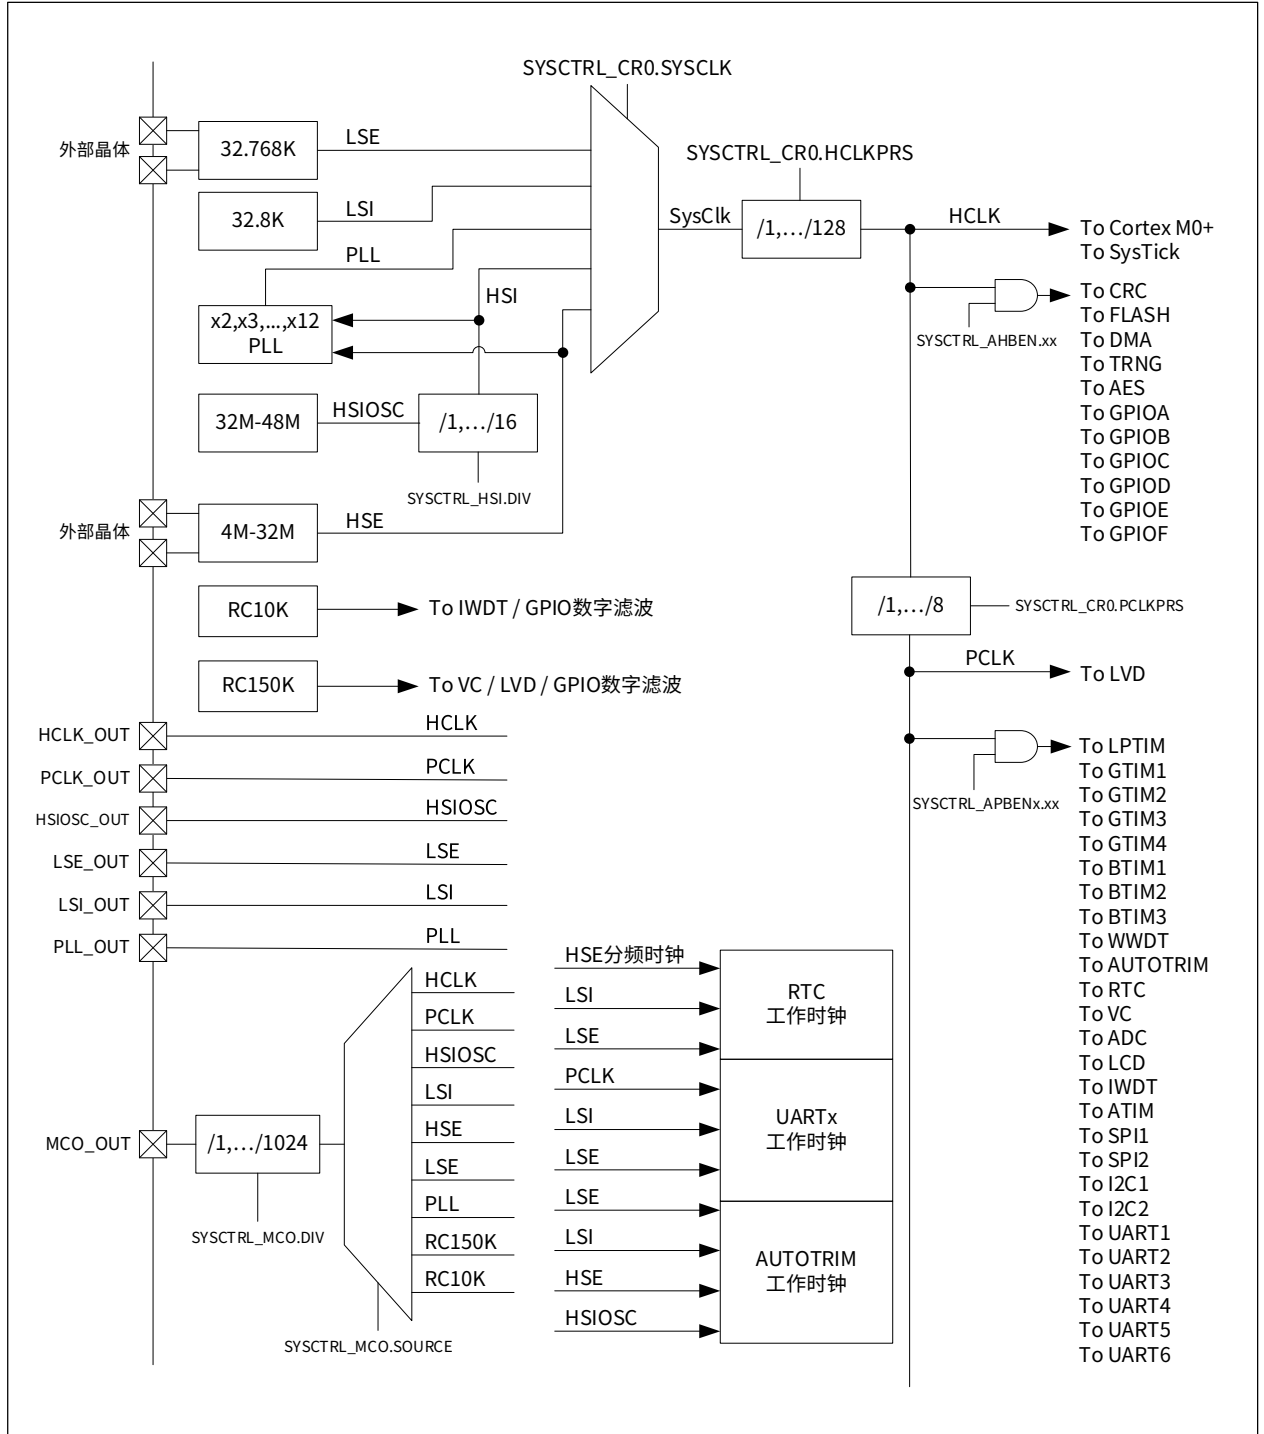 SYSCTRL_CR0.SYSCLK
外部晶体
32.768K
LSE
SYSCTRL_CR0.HCLKPRS
32.8K
LSI
SysClk
/1,.../128
HCLK
To Cortex M0+
To SysTick
PLL
HSI
x2,x3,...,x12
PLL
SYSCTRL_AHBEN.xx
To CRC
To FLASH
To DMA
To TRNG
To AES
To GPIOA
To GPIOB
To GPIOC
To GPIOD
To GPIOE
To GPIOF
32M-48M
HSIOSC
/1,.../16
SYSCTRL_HSI.DIV
外部晶体
4M-32M
HSE
RC10K
To IWDT / GPIO数字滤波
/1,.../8
SYSCTRL_CR0.PCLKPRS
RC150K
To VC / LVD / GPIO数字滤波
PCLK
To LVD
HCLK_OUT
HCLK
PCLK_OUT
PCLK
HSIOSC_OUT
HSIOSC
LSE_OUT
LSE
LSI_OUT
LSI
PLL_OUT
PLL
SYSCTRL_APBENx.xx
To LPTIM
To GTIM1
To GTIM2
To GTIM3
To GTIM4
To BTIM1
To BTIM2
To BTIM3
To WWDT
To AUTOTRIM
To RTC
To VC
To ADC
To LCD
To IWDT
To ATIM
To SPI1
To SPI2
To I2C1
To I2C2
To UART1
To UART2
To UART3
To UART4
To UART5
To UART6
MCO_OUT
/1,.../1024
SYSCTRL_MCO.DIV
HCLK
PCLK
HSIOSC
LSI
HSE
LSE
PLL
RC150K
RC10K
SYSCTRL_MCO.SOURCE
HSE分频时钟
LSI
LSE
RTC
工作时钟
PCLK
LSI
LSE
UARTx
工作时钟
LSE
LSI
HSE
HSIOSC
AUTOTRIM
工作时钟